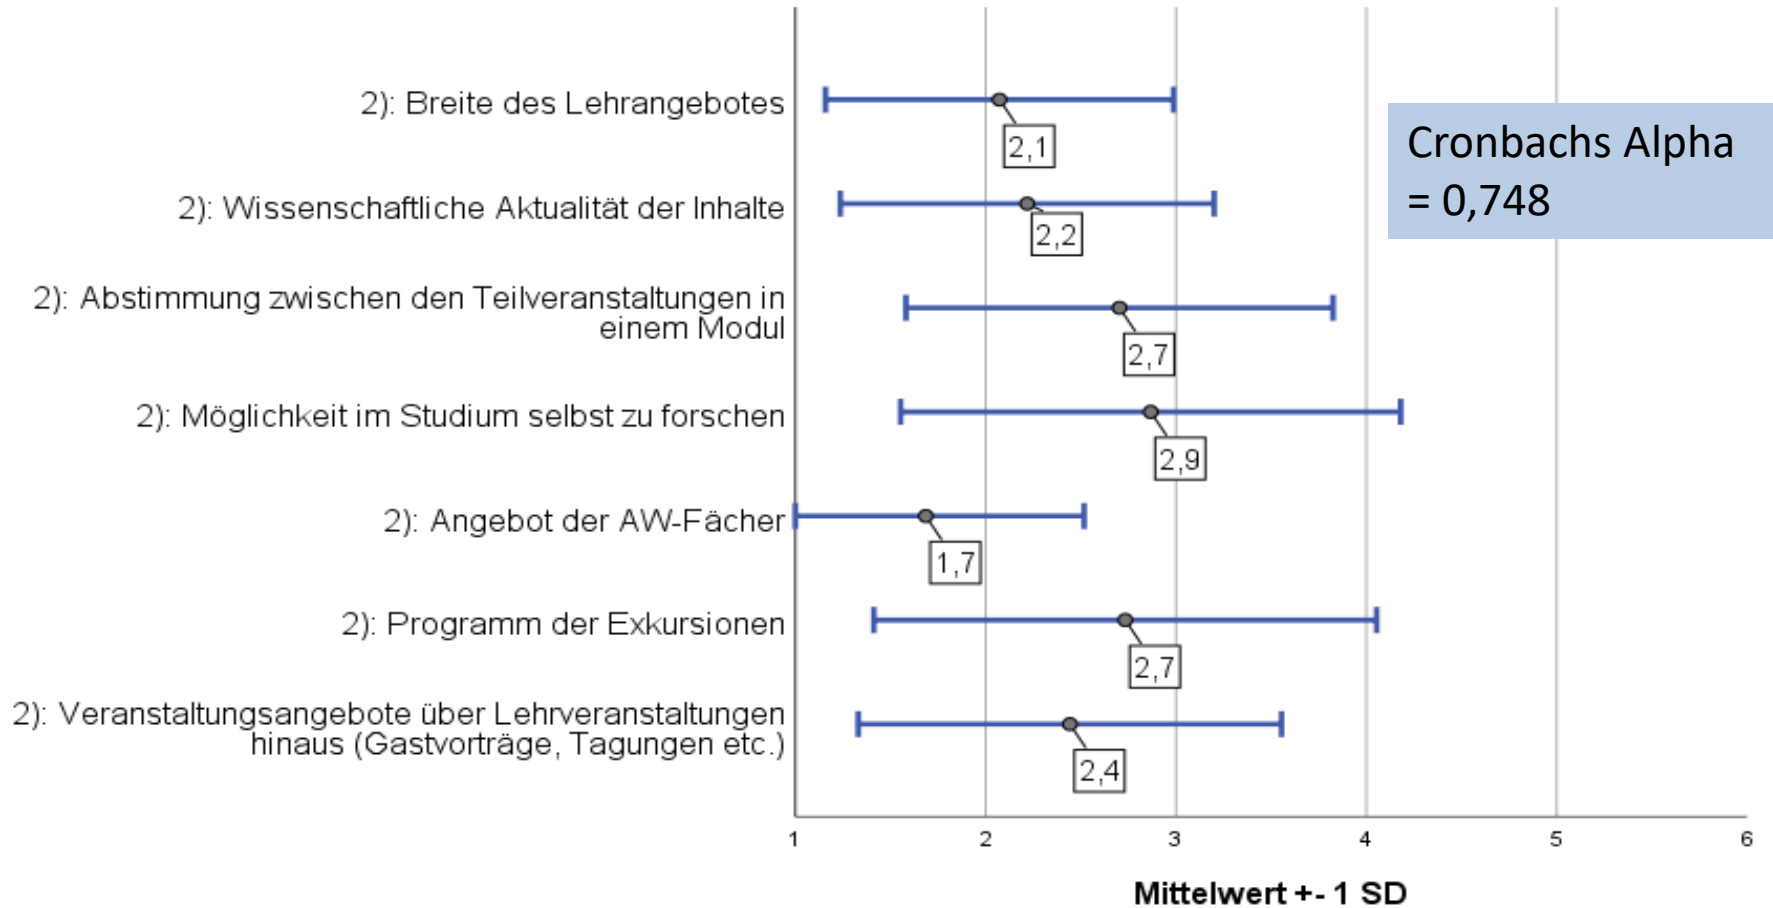 2): Breite des Lehrangebotes
2,1
Cronbachs Alpha
= 0,748
2): Wissenschaftliche Aktualität der Inhalte
2,2
2): Abstimmung zwischen den Teilveranstaltungen in
einem Modul
2,7
2): Möglichkeit im Studium selbst zu forschen
2,9
2): Angebot der AW-Fächer
1,7
2): Programm der Exkursionen
2,7
2): Veranstaltungsangebote über Lehrveranstaltungen
hinaus (Gastvorträge, Tagungen etc.)
2,4
1 2 3 4 5 6
Mittelwert +- 1 SD